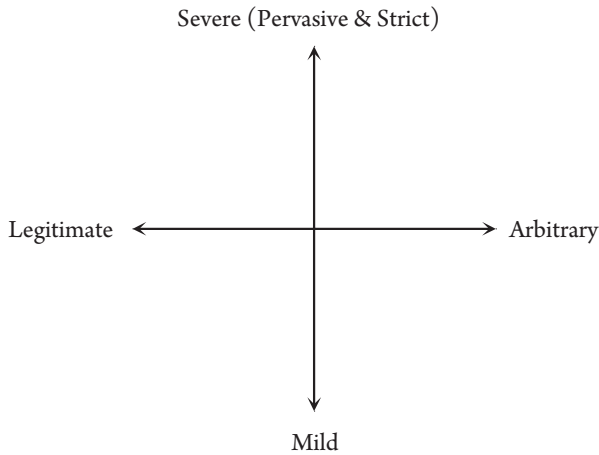 Severe (Pervasive & Strict)
Legitimate
Arbitrary
Mild